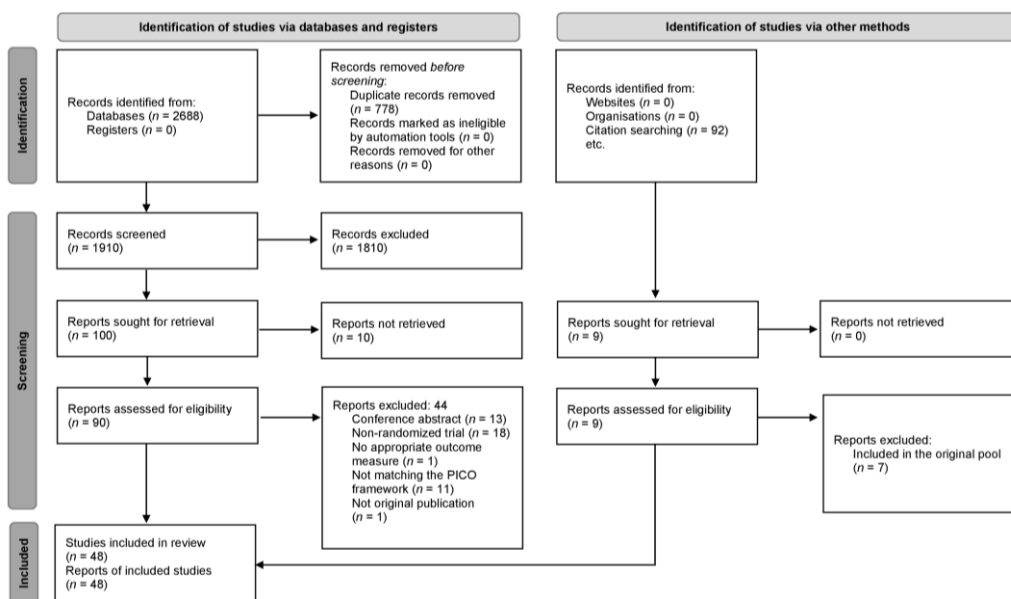 Identification of studies via databases and registers
Identification of studies via other methods
Identification
Records identified from:
Databases (n = 2688)
Registers (n = 0)
Records removed before
screening:
Duplicate records removed
(n = 778)
Records marked as ineligible
by automation tools (n = 0)
Records removed for other
reasons (n = 0)
Records identified from:
Websites (n = 0)
Organisations (n = 0)
Citation searching (n = 92)
etc.
Screening
Records screened
(n = 1910)
Records excluded
(n = 1810)
Reports sought for retrieval
(n = 100)
Reports not retrieved
(n = 10)
Reports sought for retrieval
(n = 9)
Reports not retrieved
(n = 0)
Reports assessed for eligibility
(n = 90)
Reports excluded: 44
Conference abstract (n = 13)
Non-randomized trial (n = 18)
No appropriate outcome
measure (n = 1)
Not matching the PICO
framework (n = 11)
Not original publication
(n = 1)
Reports assessed for eligibility
(n = 9)
Reports excluded:
Included in the original pool
(n = 7)
Included
Studies included in review
(n = 48)
Reports of included studies
(n = 48)